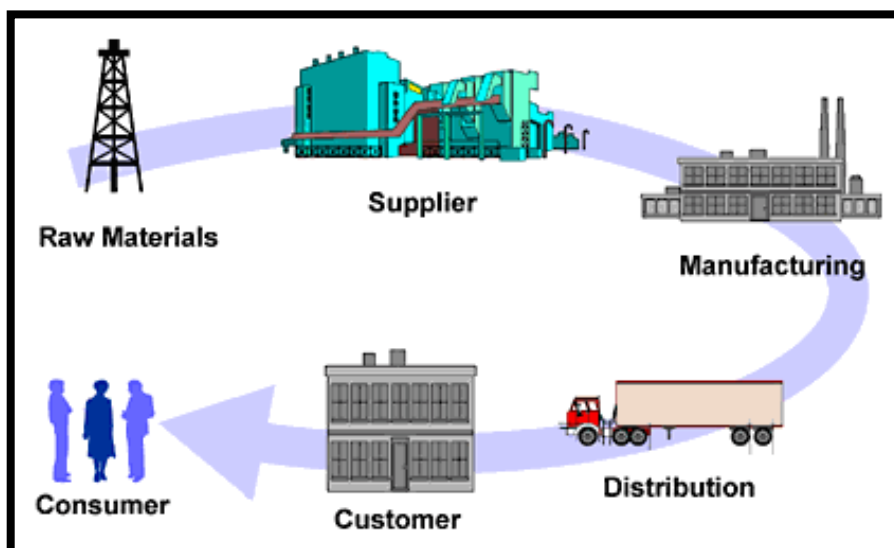 Raw Materials
Supplier
Manufacturing
Distribution
Customer
Consumer